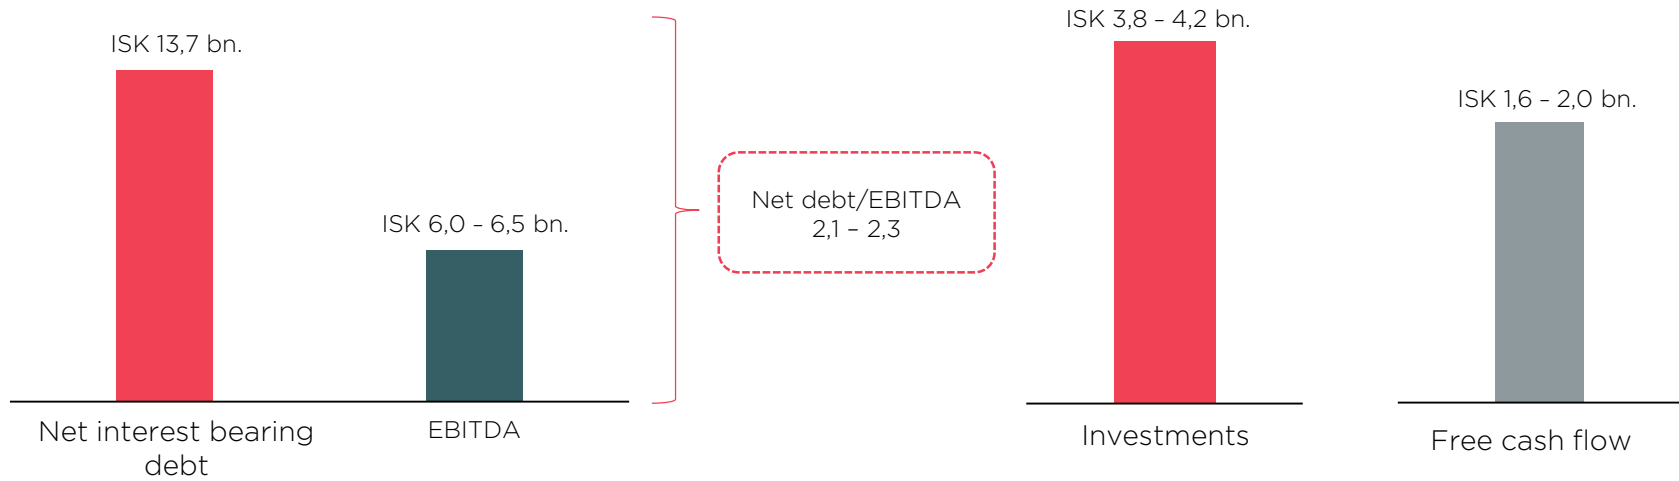 ISK 13,7 bn.
Net interest bearing
debt
ISK 6,0 – 6,5 bn.
EBITDA
Net debt/EBITDA
2,1 – 2,3
ISK 3,8 – 4,2 bn.
Investments
ISK 1,6 – 2,0 bn.
Free cash flow